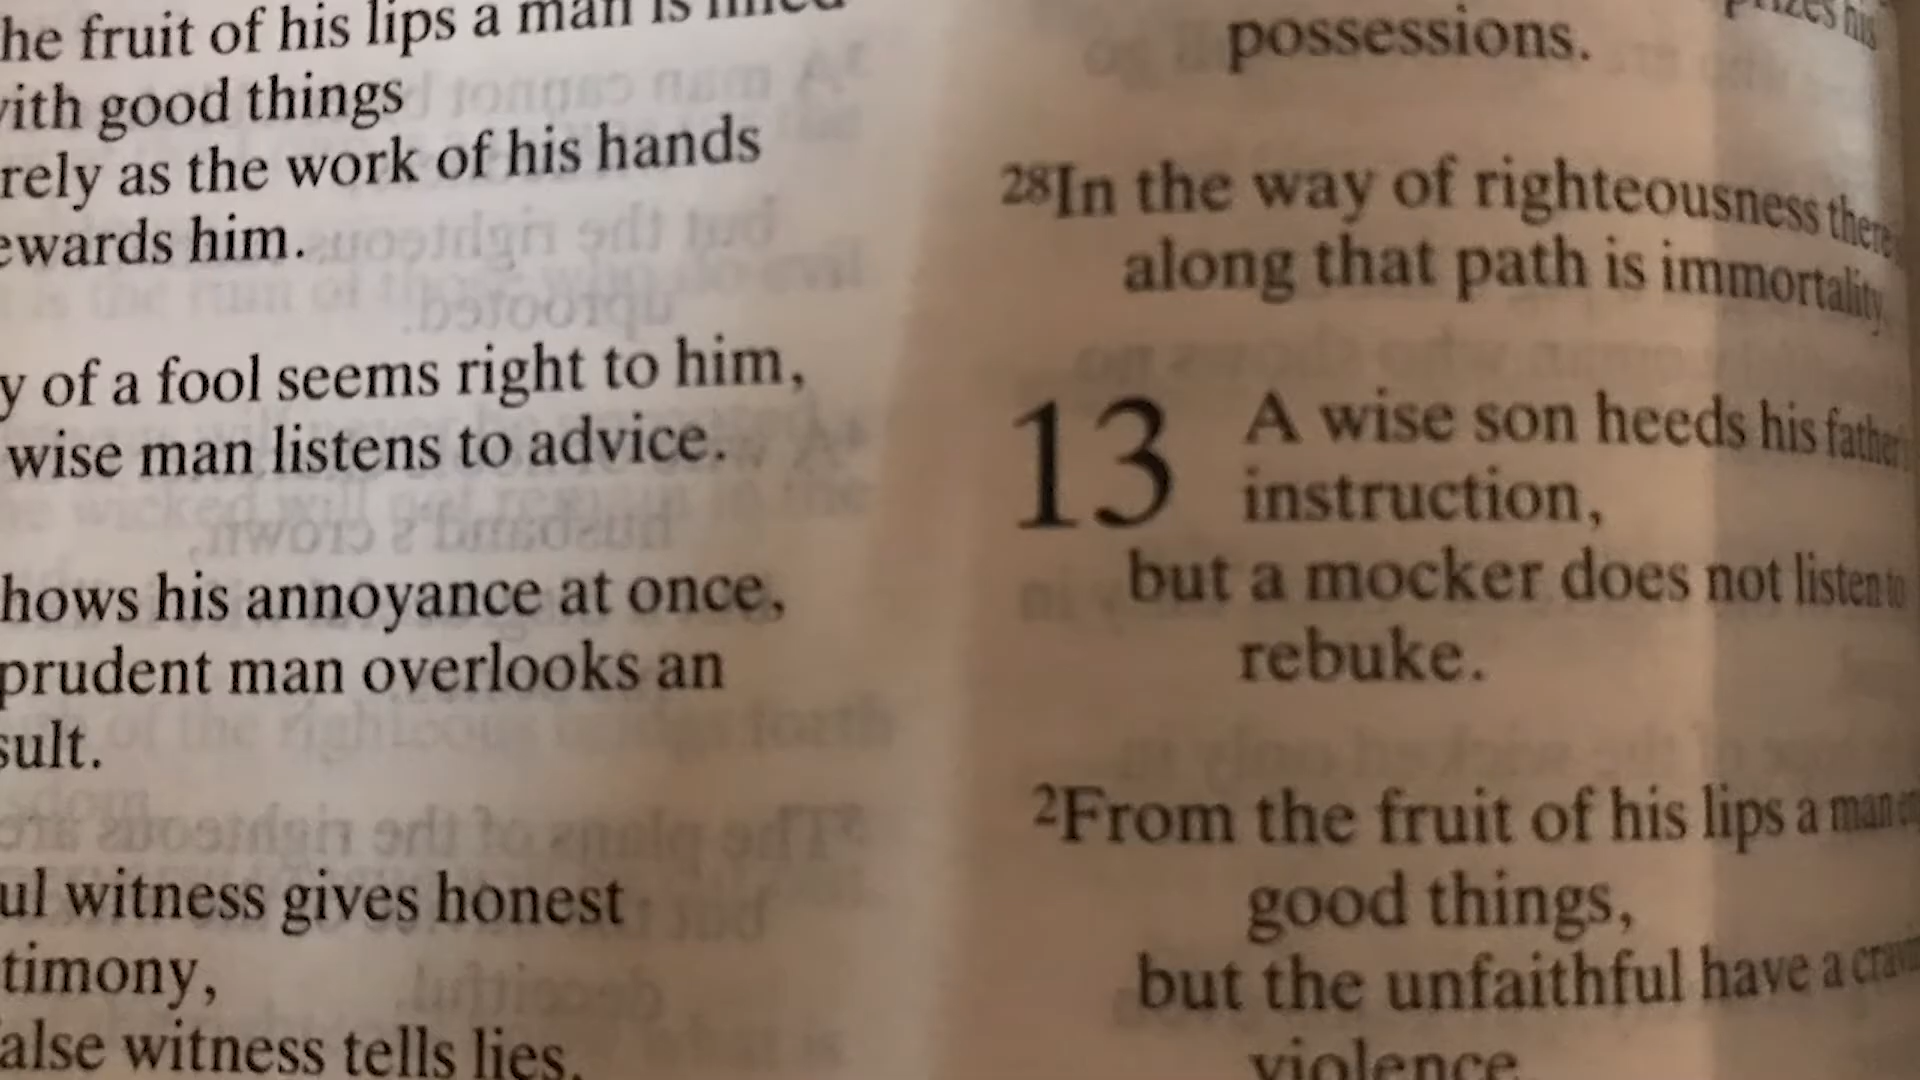 he fruit of his lips a man is filled
with good things
rely as the work of his hands
ewards him.
y of a fool seems right to him,
wise man listens to advice.
hows his annoyance at once,
prudent man overlooks an
sult.
ul witness gives honest
timony,
alse witness tells lies.
prizes his
possessions.
28In the way of righteousness there
along that path is immortality
13 A wise son heeds his father
instruction,
but a mocker does not listen to
rebuke.
2From the fruit of his lips a man
good things,
but the unfaithful have a
violence